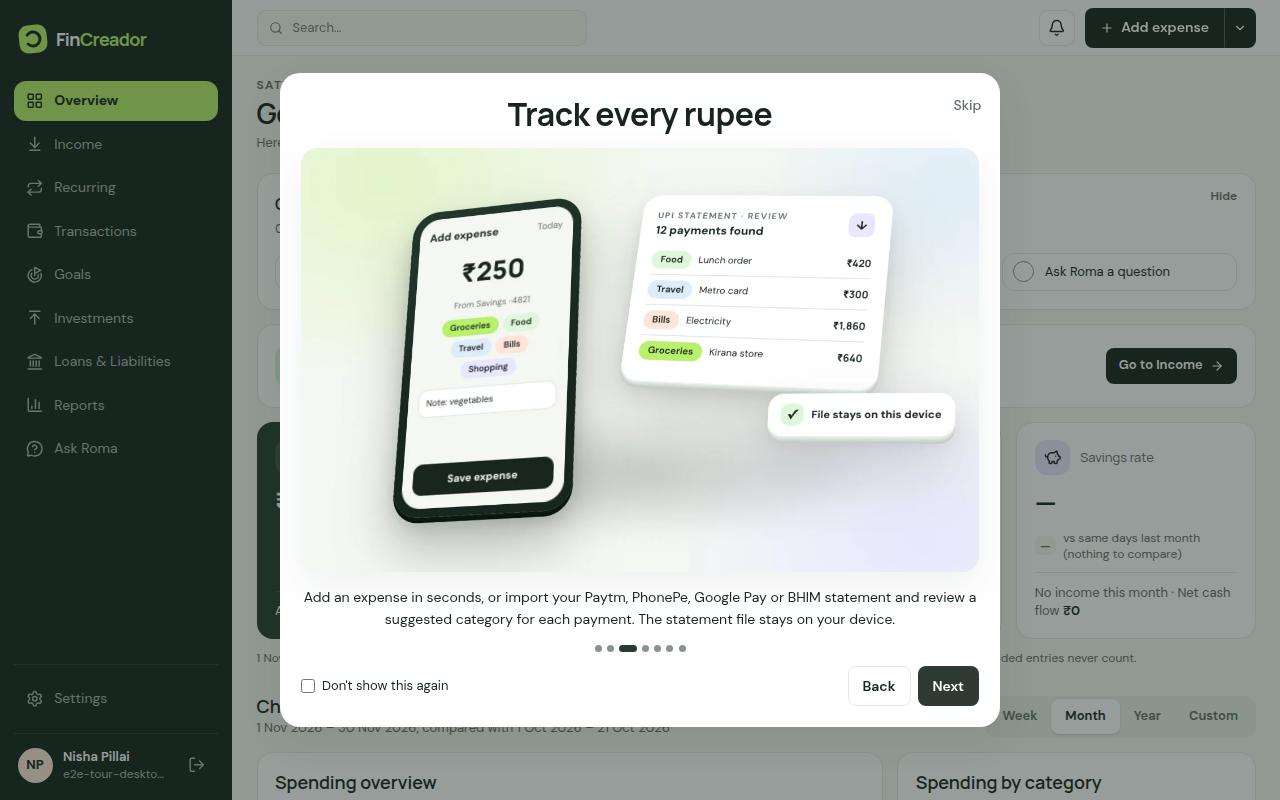 FinCreador
Search...
Add expense
Overview
Income
Recurring
Transactions
Goals
Investments
Loans & Liabilities
Reports
Ask Roma
Settings
NP
Nisha Pillai
e2e-tour-deskto...
Track every rupee
Skip
Add expense
Today
₹250
From Savings ·4821
Groceries
Food
Travel
Bills
Shopping
Note: vegetables
Save expense
UPI STATEMENT · REVIEW
12 payments found
Food Lunch order ₹420
Travel Metro card ₹300
Bills Electricity ₹1,860
Groceries Kirana store ₹640
File stays on this device
Add an expense in seconds, or import your Paytm, PhonePe, Google Pay or BHIM statement and review a
suggested category for each payment. The statement file stays on your device.
Don't show this again
Back
Next
Hide
Ask Roma a question
Go to Income
Savings rate
—
— vs same days last month
(nothing to compare)
No income this month · Net cash
flow ₹0
ded entries never count.
1 Nov 2026 – 30 Nov 2026, compared with 1 Oct 2026 – 21 Oct 2026
Week
Month
Year
Custom
Spending overview
Spending by category